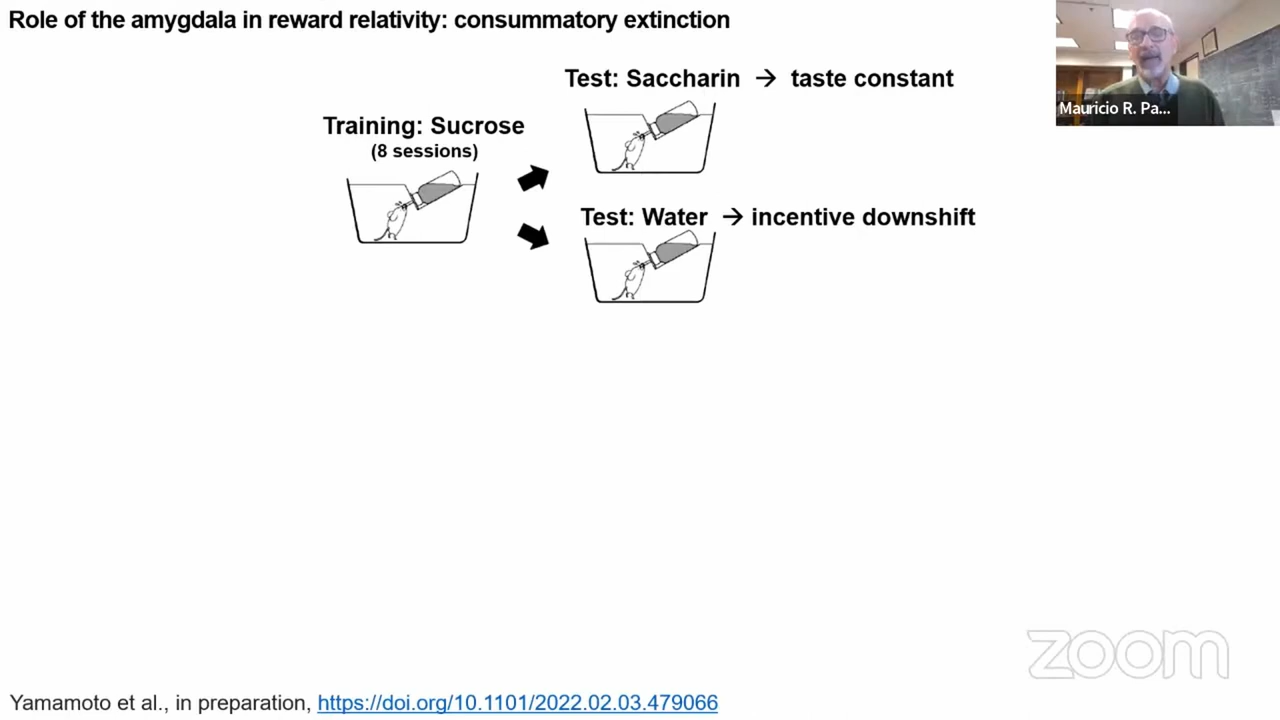 Role of the amygdala in reward relativity: consummatory extinction
Mauricio R. Pa...
Test: Saccharin → taste constant
Training: Sucrose
(8 sessions)
Test: Water → incentive downshift
zoom
Yamamoto et al., in preparation, https://doi.org/10.1101/2022.02.03.479066